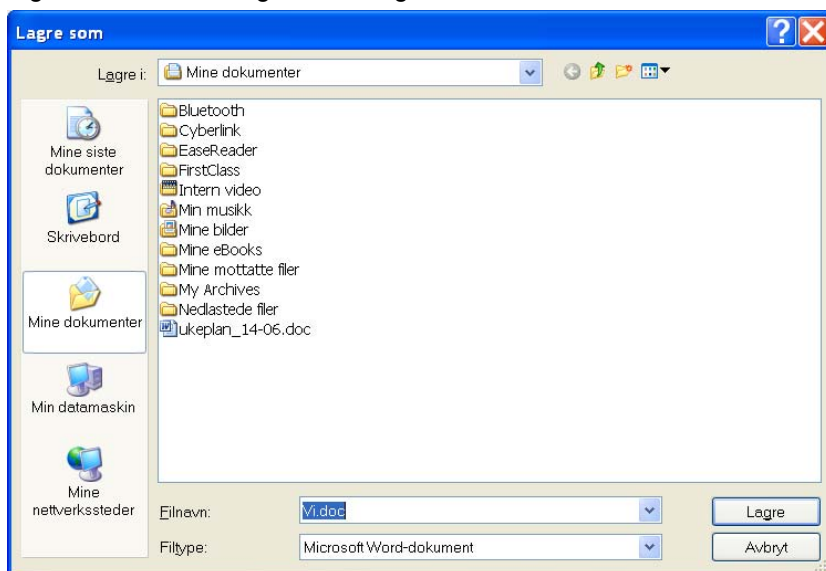 Lagre som
Lagre i:
Mine dokumenter
Mine siste
dokumenter
Skrivebord
Mine dokumenter
Min datamaskin
Mine
nettverkssteder
Bluetooth
Cyberlink
EaseReader
FirstClass
Intern video
Min musikk
Mine bilder
Mine eBooks
Mine mottatte filer
My Archives
Nedlastede filer
ukeplan_14-06.doc
Filnavn:
Vi.doc
Lagre
Filtype:
Microsoft Word-dokument
Avbryt